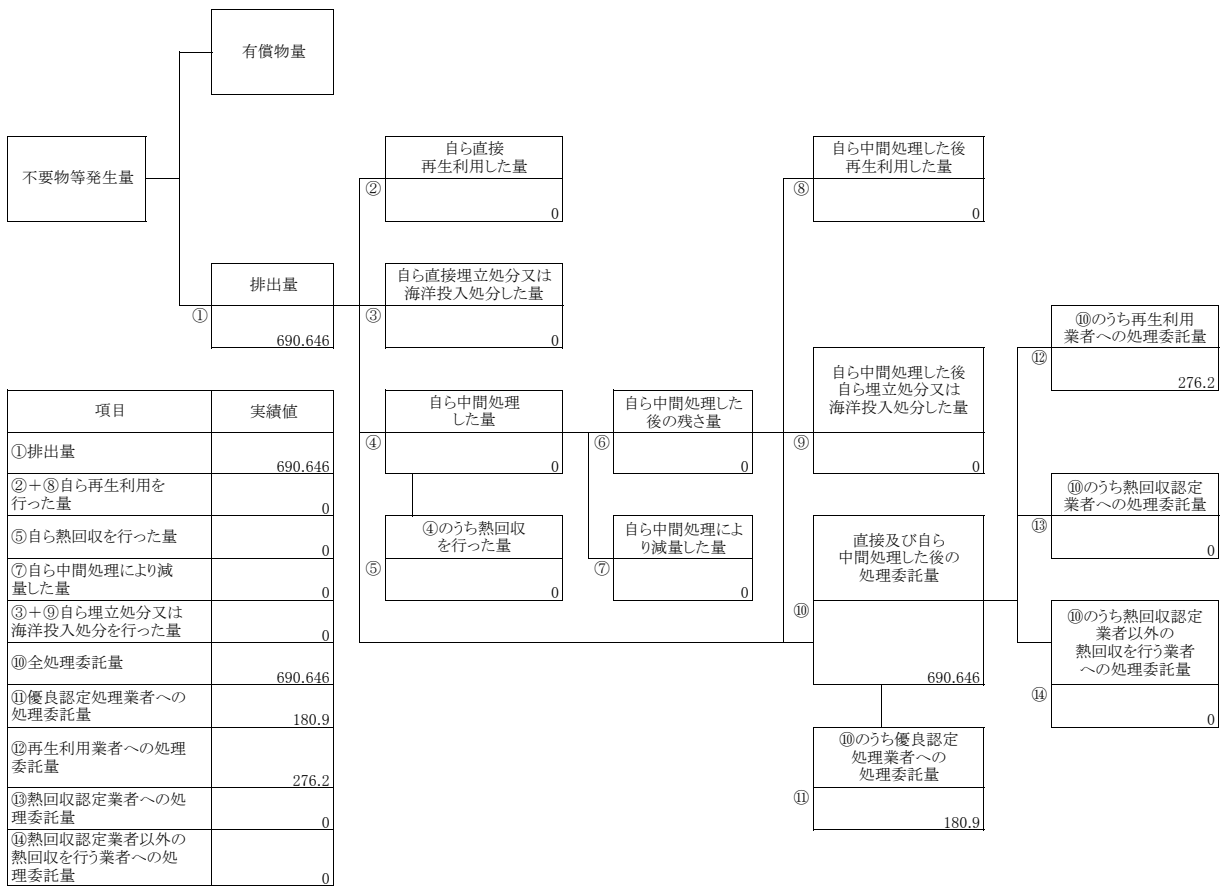 有償物量
不要物等発生量
自ら直接
再生利用した量
②
0
自ら中間処理した後
再生利用した量
⑧
0
排出量
①
690.646
自ら直接埋立処分又は
海洋投入処分した量
③
0
自ら中間処理
した量
④
0
自ら中間処理した
後の残さ量
⑥
0
自ら中間処理した後
自ら埋立処分又は
海洋投入処分した量
⑨
0
⑩のうち再生利用
業者への処理委託量
⑫
276.2
④のうち熱回収
を行った量
⑤
0
自ら中間処理によ
り減量した量
⑦
0
直接及び自ら
中間処理した後の
処理委託量
⑩
690.646
⑩のうち熱回収認定
業者への処理委託量
⑬
0
⑩のうち熱回収認定
業者以外の
熱回収を行う業者
への処理委託量
⑭
0
⑩のうち優良認定
処理業者への
処理委託量
⑪
180.9
項目 実績値
①排出量
690.646
②+⑧自ら再生利用を
行った量
0
⑤自ら熱回収を行った量
0
⑦自ら中間処理により減
量した量
0
③+⑨自ら埋立処分又は
海洋投入処分を行った量
0
⑩全処理委託量
690.646
⑪優良認定処理業者への
処理委託量
180.9
⑫再生利用業者への処理
委託量
276.2
⑬熱回収認定業者への処
理委託量
0
⑭熱回収認定業者以外の
熱回収を行う業者への処
理委託量
0